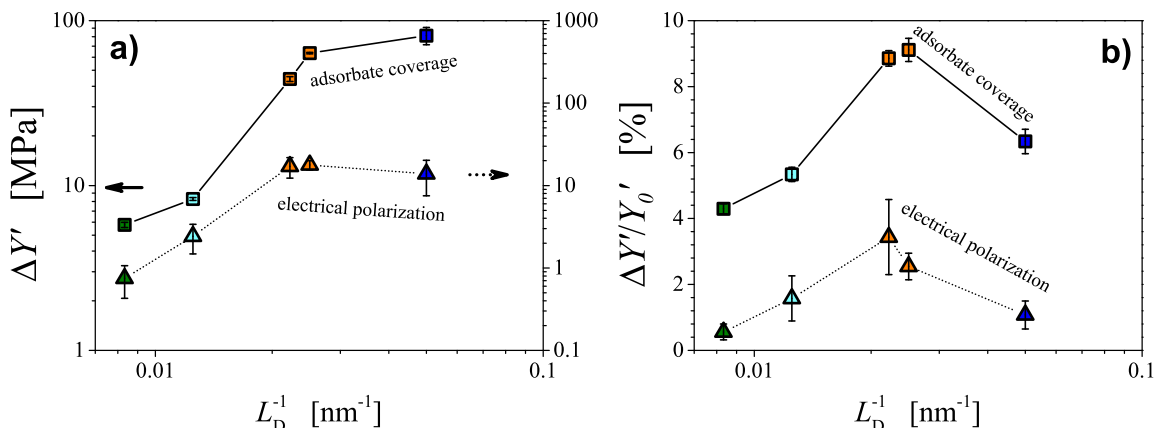 a)
100
10
1
ΔY′ [MPa]
adsorbate coverage
electrical polarization
1000
100
10
1
0.1
0.01
0.1
L_D^-1 [nm^-1]
b)
10
8
6
4
2
0
ΔY′/Y_0′ [%]
adsorbate coverage
electrical polarization
0.01
0.1
L_D^-1 [nm^-1]